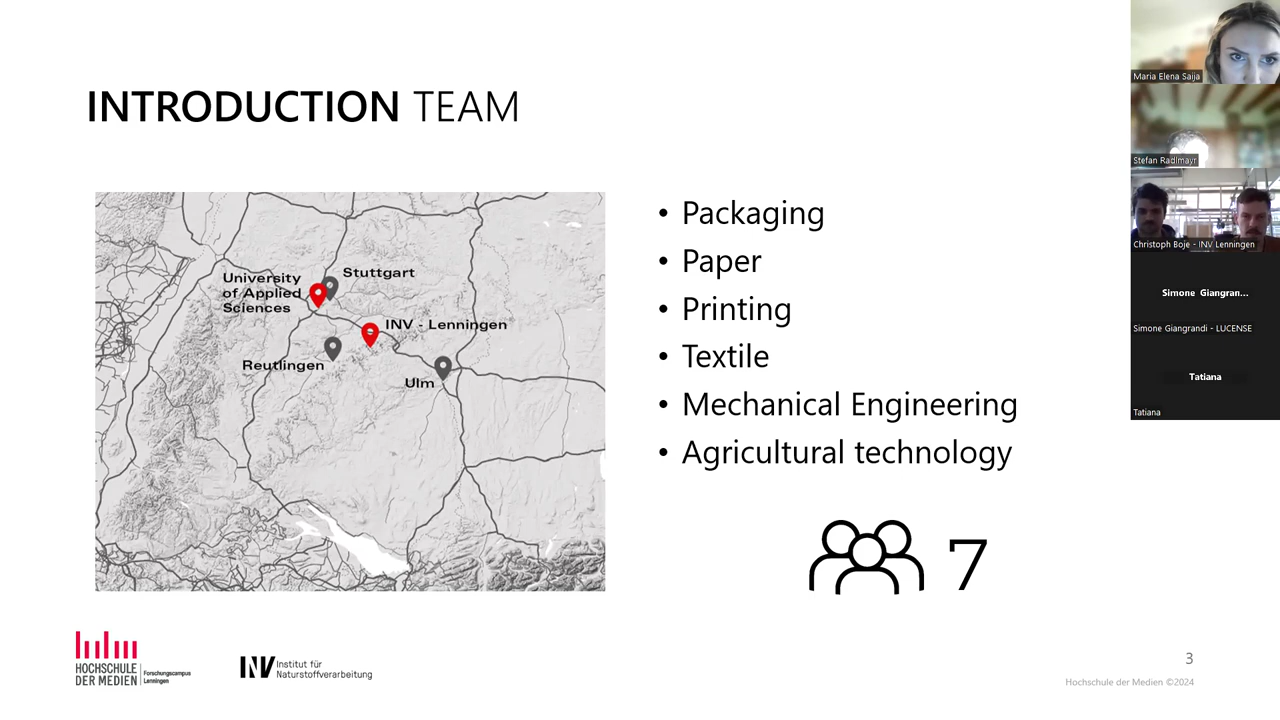 INTRODUCTION TEAM
University
of Applied
Sciences
Stuttgart
INV - Lenningen
Reutlingen
Ulm
• Packaging
• Paper
• Printing
• Textile
• Mechanical Engineering
• Agricultural technology
7
HOCHSCHULE
DER MEDIEN
Forschungscampus
Lenningen
INV
Institut für
Naturstoffverarbeitung
3
Hochschule der Medien ©2024
Maria Elena Saija
Stefan Radlmayr
Christoph Boje - INV Lenningen
Simone Giangran...
Simone Giangrandi - LUCENSE
Tatiana
Tatiana